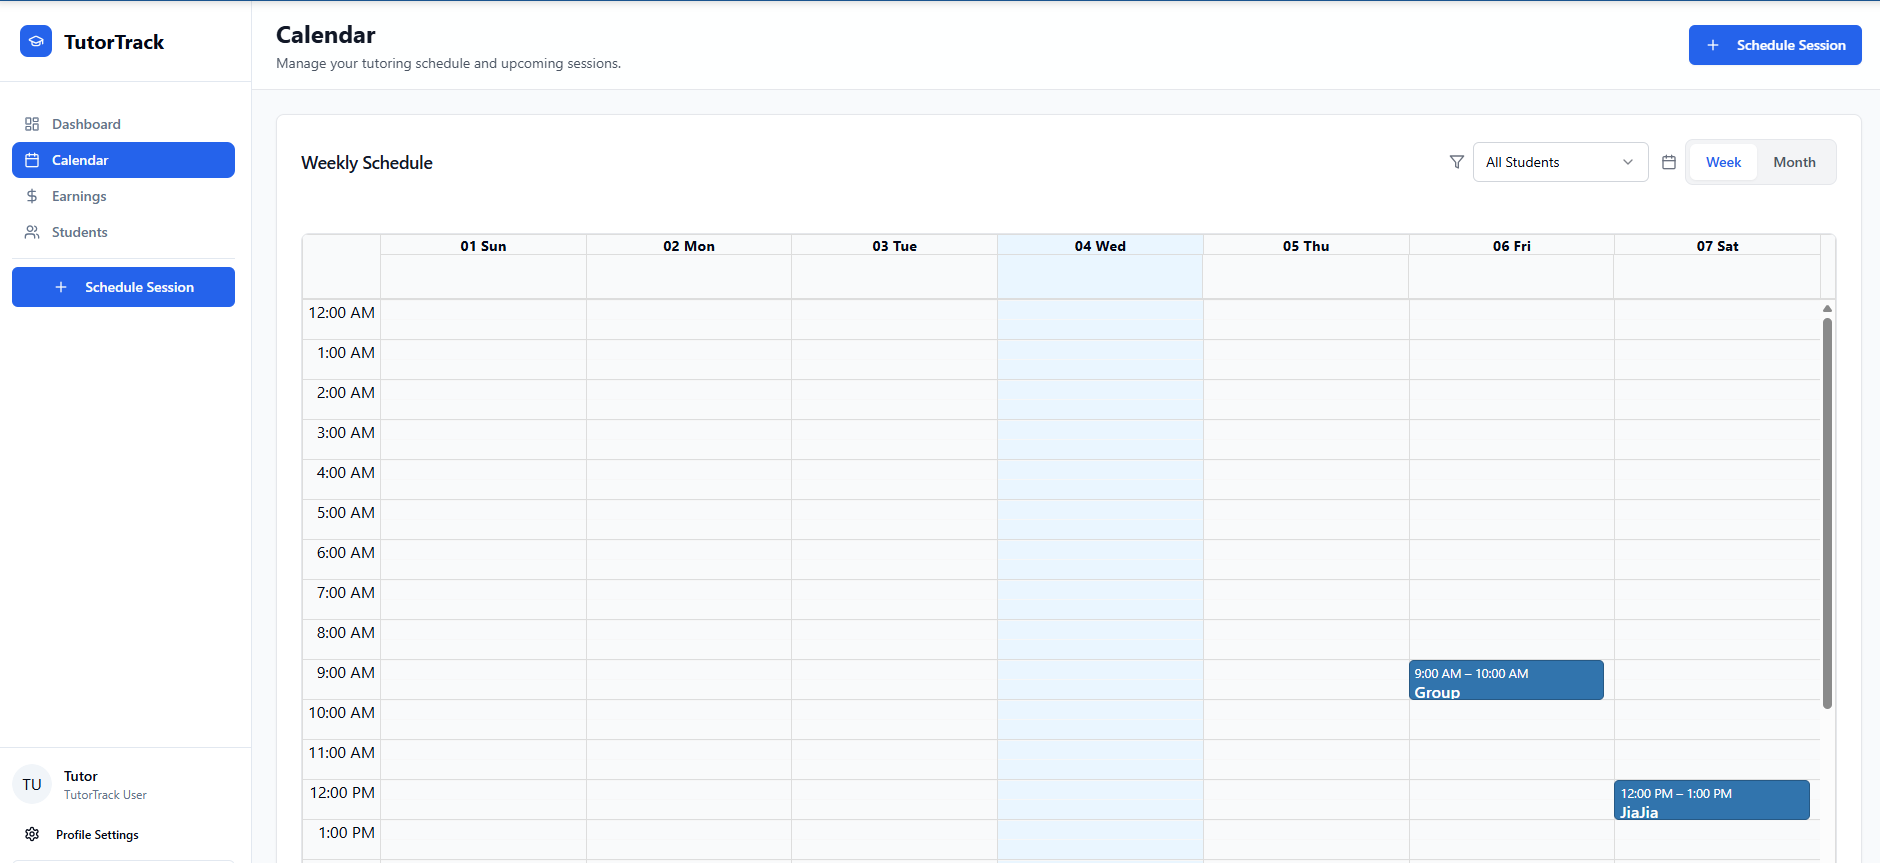 TutorTrack
Dashboard
Calendar
Earnings
Students
Schedule Session
TU
Tutor
TutorTrack User
Profile Settings
Calendar
Manage your tutoring schedule and upcoming sessions.
Schedule Session
Weekly Schedule
All Students
Week
Month
01 Sun
02 Mon
03 Tue
04 Wed
05 Thu
06 Fri
07 Sat
12:00 AM
1:00 AM
2:00 AM
3:00 AM
4:00 AM
5:00 AM
6:00 AM
7:00 AM
8:00 AM
9:00 AM
9:00 AM – 10:00 AM
Group
10:00 AM
11:00 AM
12:00 PM
12:00 PM – 1:00 PM
JiaJia
1:00 PM